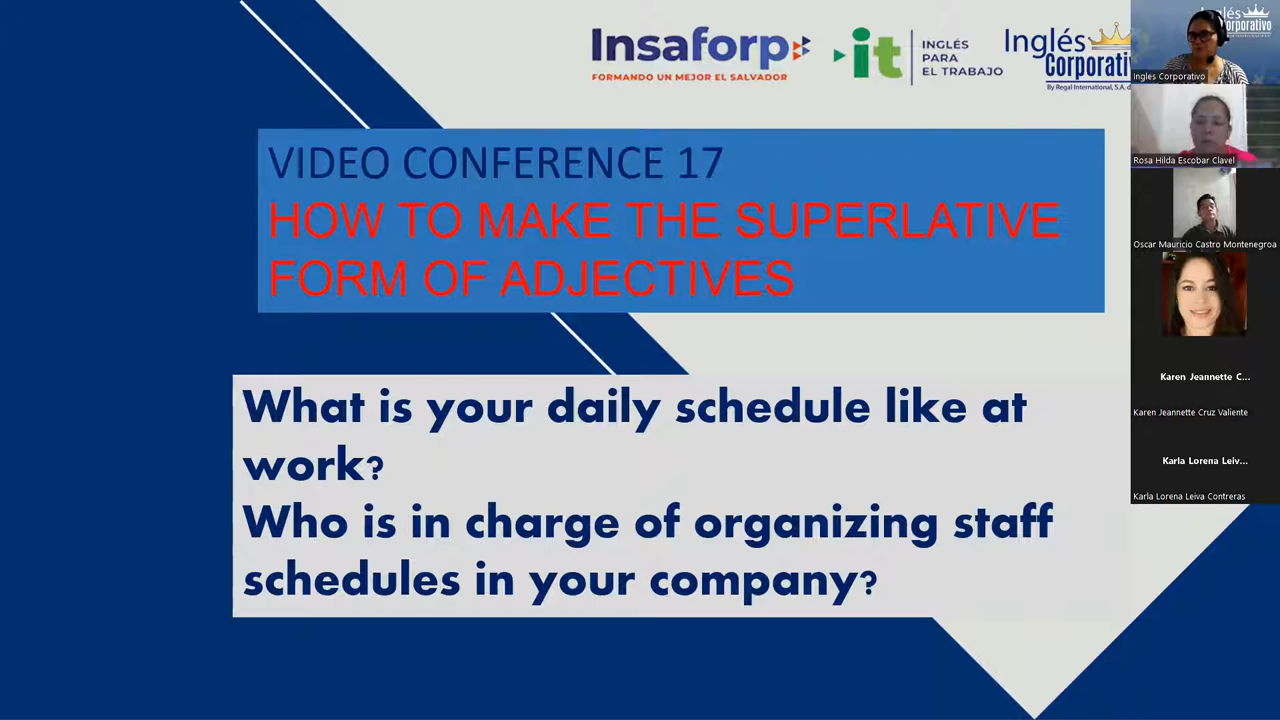 Insaforp
FORMANDO UN MEJOR EL SALVADOR
it
INGLÉS
PARA
EL TRABAJO
Inglés
Corporativ
By Regal International, S.A. d
VIDEO CONFERENCE 17
HOW TO MAKE THE SUPERLATIVE
FORM OF ADJECTIVES
What is your daily schedule like at
work?
Who is in charge of organizing staff
schedules in your company?
Ingles Corporativo
Rosa Hilda Escobar Clavel
Oscar Mauricio Castro Montenegroa
Karen Jeannette C...
Karen Jeannette Cruz Valiente
Karla Lorena Leiv...
Karla Lorena Leiva Contreras